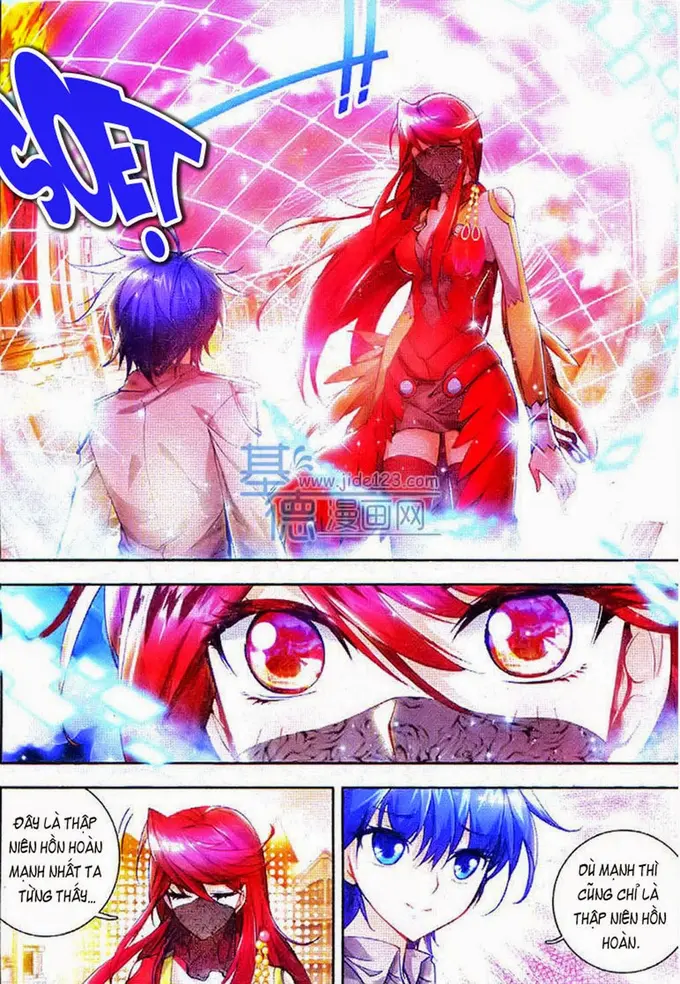 SOẸT
!!
基德漫画网
www.jide123.com
ĐÂY LÀ THẬP
NIÊN HỒN HOÀN
MẠNH NHẤT TA
TỪNG THẤY...
DÙ MẠNH THÌ
CŨNG CHỈ LÀ
THẬP NIÊN HỒN
HOÀN.